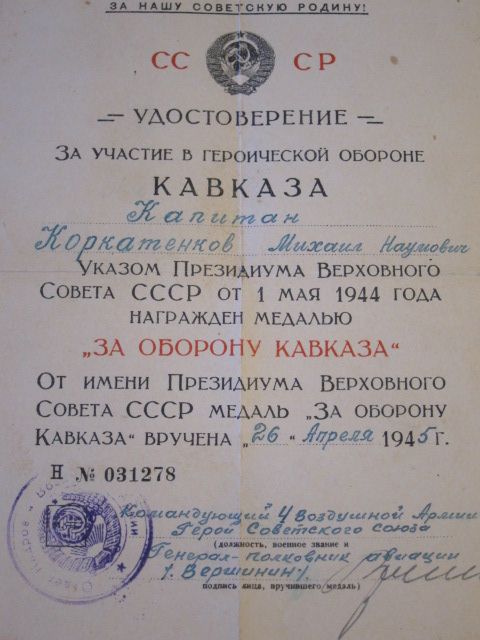 ЗА НАШУ СОВЕТСКУЮ РОДИНУ!
СС СР
УДОСТОВЕРЕНИЕ
ЗА УЧАСТИЕ В ГЕРОИЧЕСКОЙ ОБОРОНЕ
КАВКАЗА
Капитан
Коркатенков Михаил Наумович
УКАЗОМ ПРЕЗИДИУМА ВЕРХОВНОГО
СОВЕТА СССР ОТ 1 МАЯ 1944 ГОДА
НАГРАЖДЕН МЕДАЛЬЮ
„ЗА ОБОРОНУ КАВКАЗА“
ОТ ИМЕНИ ПРЕЗИДИУМА ВЕРХОВНОГО
СОВЕТА СССР МЕДАЛЬ „ЗА ОБОРОНУ
КАВКАЗА“ ВРУЧЕНА „26“ Апреля 1945 г.
Н № 031278
Командующий 4 Воздушной Армии
Герой Советского Союза
(должность, военное звание и
Генерал-полковник авиации
/. Вершинин./
подпись лица, вручившего медаль)